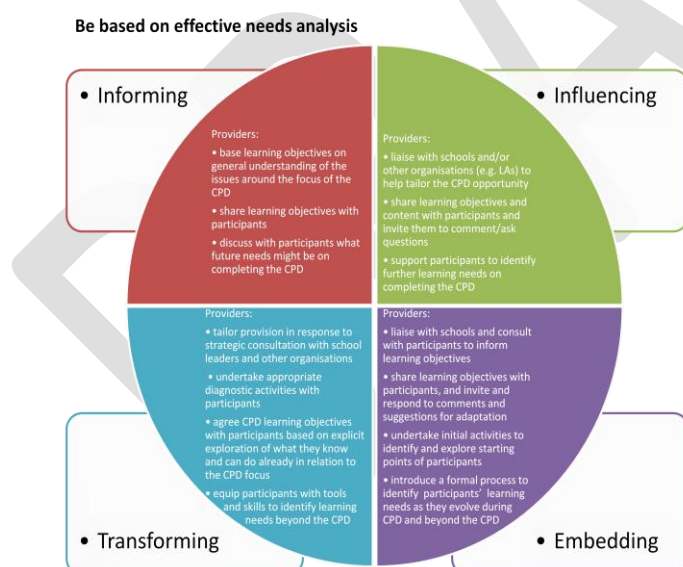 Be based on effective needs analysis
• Informing
• Influencing
Providers:
• base learning objectives on
general understanding of the
issues around the focus of the
CPD
• share learning objectives with
participants
• discuss with participants what
future needs might be on
completing the CPD
Providers:
• liaise with schools and/or
other organisations (e.g. LAs) to
help tailor the CPD opportunity
• share learning objectives and
content with participants and
invite them to comment/ask
questions
• support participants to identify
further learning needs on
completing the CPD
Providers:
• tailor provision in response to
strategic consultation with school
leaders and other organisations
• undertake appropriate
diagnostic activities with
participants
• agree CPD learning objectives
with participants based on explicit
exploration of what they know
and can do already in relation to
the CPD focus
• equip participants with tools
and skills to identify learning
needs beyond the CPD
Providers:
• liaise with schools and consult
with participants to inform
learning objectives
• share learning objectives with
participants, and invite and
respond to comments and
suggestions for adaptation
• undertake initial activities to
identify and explore starting
points of participants
• introduce a formal process to
identify participants' learning
needs as they evolve during
CPD and beyond the CPD
• Transforming
• Embedding